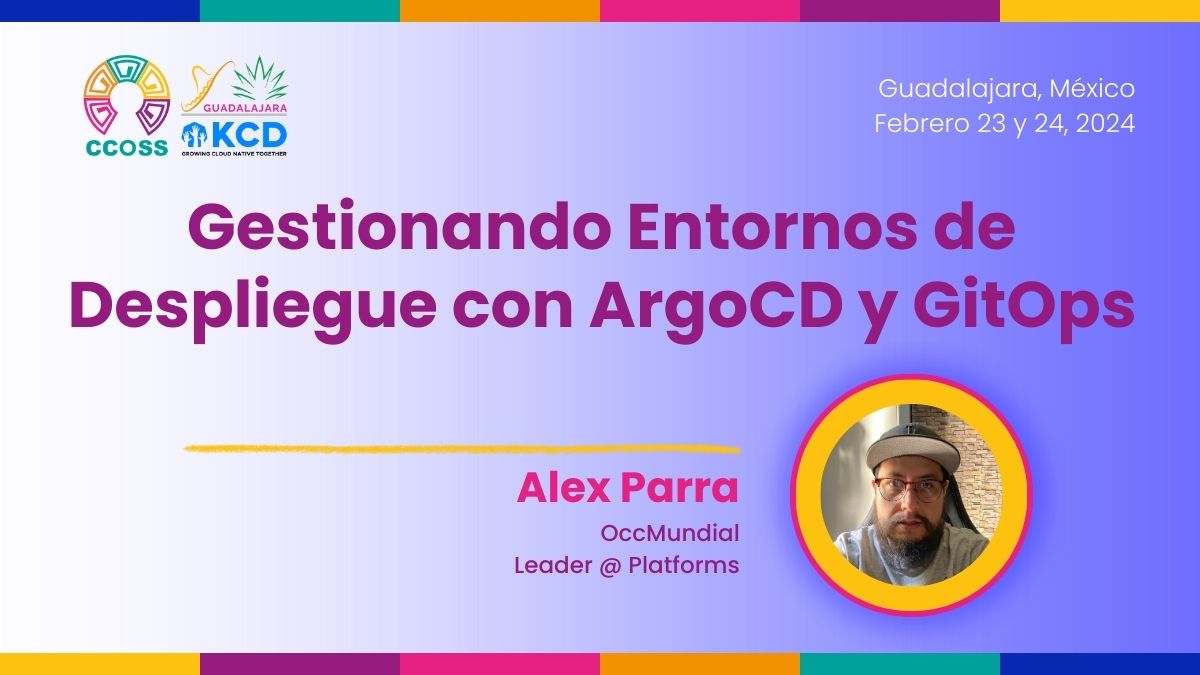 CCOSS
GUADALAJARA
KCD
GROWING CLOUD NATIVE TOGETHER
Guadalajara, México
Febrero 23 y 24, 2024
Gestionando Entornos de
Despliegue con ArgoCD y GitOps
Alex Parra
OccMundial
Leader @ Platforms